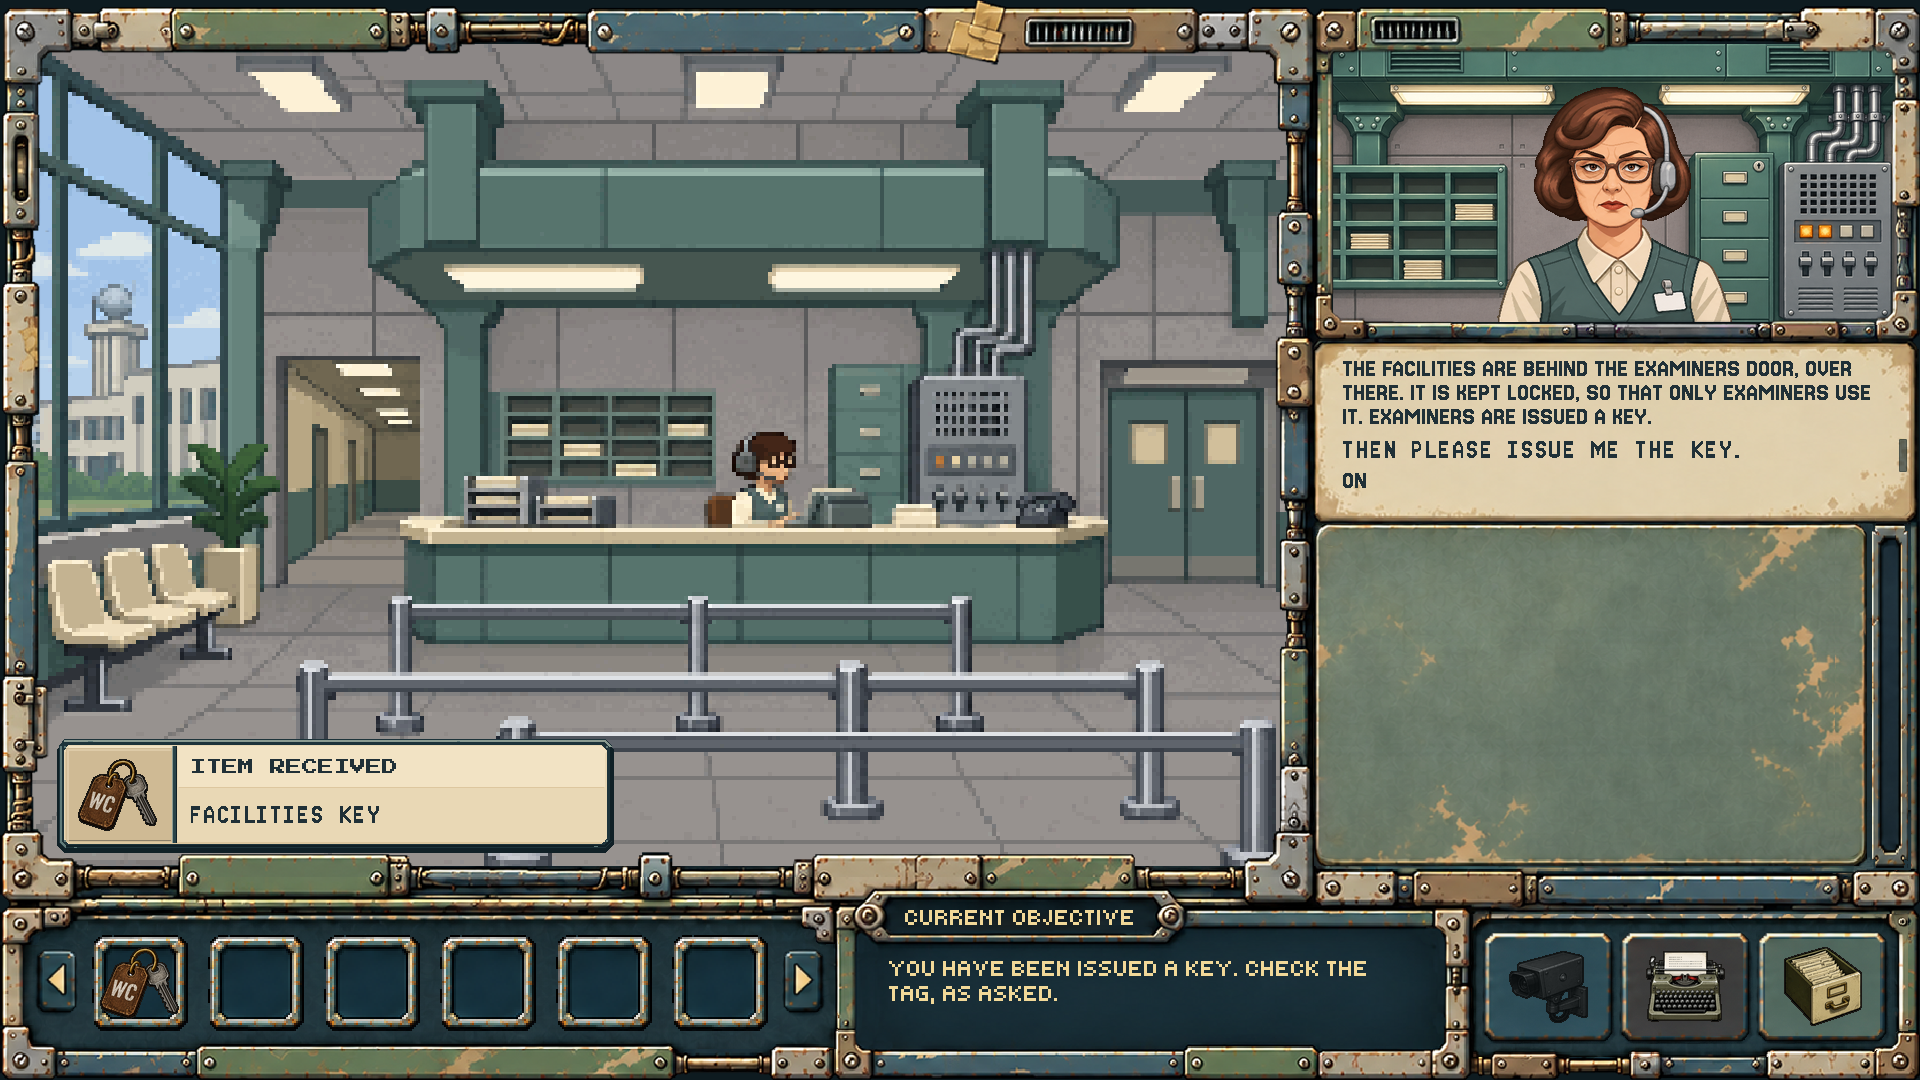 THE FACILITIES ARE BEHIND THE EXAMINERS DOOR, OVER
THERE. IT IS KEPT LOCKED, SO THAT ONLY EXAMINERS USE
IT. EXAMINERS ARE ISSUED A KEY.
THEN PLEASE ISSUE ME THE KEY.
ON
ITEM RECEIVED
WC
FACILITIES KEY
CURRENT OBJECTIVE
YOU HAVE BEEN ISSUED A KEY. CHECK THE
TAG, AS ASKED.
WC